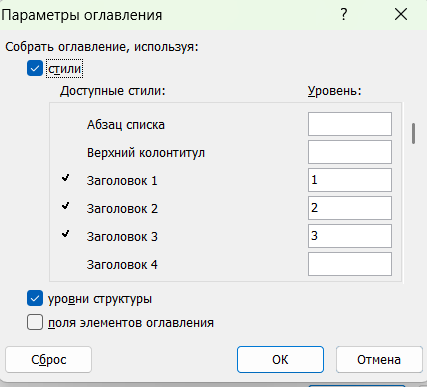 Параметры оглавления
Собрать оглавление, используя:
стили
Доступные стили: Уровень:
Абзац списка
Верхний колонтитул
Заголовок 1 1
Заголовок 2 2
Заголовок 3 3
Заголовок 4
уровни структуры
поля элементов оглавления
Сброс ОК Отмена